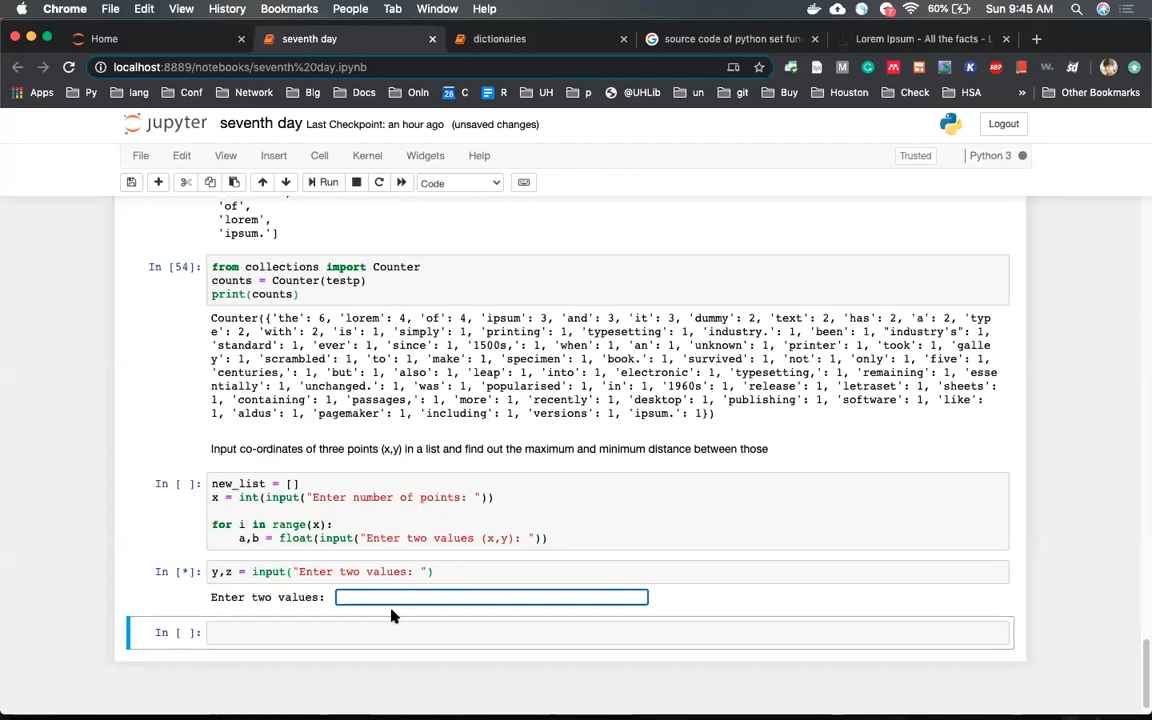 Chrome File Edit View History Bookmarks People Tab Window Help 7 60% Sun 9:45 AM
Home seventh day dictionaries source code of python set fun Lorem Ipsum - All the facts - L
localhost:8889/notebooks/seventh%20day.ipynb
Apps Py lang Conf Network Big Docs OnIn 28 C R UH p @UHLib un git Buy Houston Check HSA » Other Bookmarks
jupyter seventh day Last Checkpoint: an hour ago (unsaved changes) Logout
File Edit View Insert Cell Kernel Widgets Help Trusted Python 3
Run Code
'of',
'lorem',
'ipsum.']
In [54]: from collections import Counter
counts = Counter(testp)
print(counts)
Counter({'the': 6, 'lorem': 4, 'of': 4, 'ipsum': 3, 'and': 3, 'it': 3, 'dummy': 2, 'text': 2, 'has': 2, 'a': 2, 'typ
e': 2, 'with': 2, 'is': 1, 'simply': 1, 'printing': 1, 'typesetting': 1, 'industry.': 1, 'been': 1, "industry's": 1,
'standard': 1, 'ever': 1, 'since': 1, '1500s,': 1, 'when': 1, 'an': 1, 'unknown': 1, 'printer': 1, 'took': 1, 'galle
y': 1, 'scrambled': 1, 'to': 1, 'make': 1, 'specimen': 1, 'book.': 1, 'survived': 1, 'not': 1, 'only': 1, 'five': 1,
'centuries,': 1, 'but': 1, 'also': 1, 'leap': 1, 'into': 1, 'electronic': 1, 'typesetting,': 1, 'remaining': 1, 'esse
ntially': 1, 'unchanged.': 1, 'was': 1, 'popularised': 1, 'in': 1, '1960s': 1, 'release': 1, 'letraset': 1, 'sheets':
1, 'containing': 1, 'passages,': 1, 'more': 1, 'recently': 1, 'desktop': 1, 'publishing': 1, 'software': 1, 'like':
1, 'aldus': 1, 'pagemaker': 1, 'including': 1, 'versions': 1, 'ipsum.': 1})
Input co-ordinates of three points (x,y) in a list and find out the maximum and minimum distance between those
In [ ]: new_list = []
x = int(input("Enter number of points: "))
for i in range(x):
a,b = float(input("Enter two values (x,y): "))
In [*]: y,z = input("Enter two values: ")
Enter two values:
In [ ]: